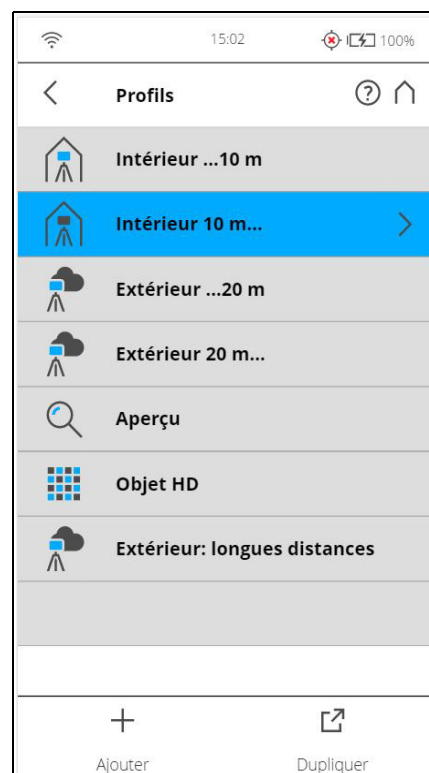 15:02 100%
Profils
Intérieur ...10 m
Intérieur 10 m...
Extérieur ...20 m
Extérieur 20 m...
Aperçu
Objet HD
Extérieur: longues distances
Ajouter Dupliquer